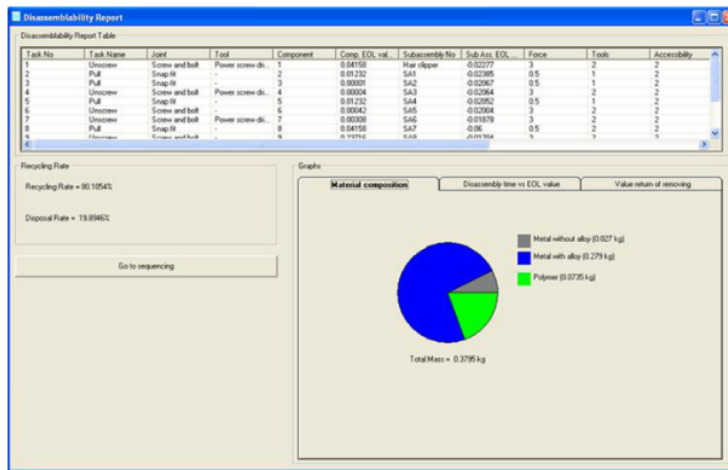 Disassemblability Report
Disassemblability Report Table
Task No Task Name Joint Tool Component Comp. EOL val... Subassembly No Sub Ass. EOL ... Force Tools Accessibility
1 Unscrew Screw and bolt Power screw dri... 1 0.04158 Hair clipper -0.02277 3 2 2
2 Pull Snap fit - 2 0.01232 SA1 -0.02385 0.5 1 2
3 Pull Snap fit - 3 0.00001 SA2 -0.02067 0.5 1 2
4 Unscrew Screw and bolt Power screw dri... 4 0.00004 SA3 -0.02064 3 2 2
5 Pull Snap fit - 5 0.01232 SA4 -0.02052 0.5 1 2
6 Unscrew Screw and bolt - 6 0.00042 SA5 -0.02004 3 2 2
7 Unscrew Screw and bolt Power screw dri... 7 0.00308 SA6 -0.01878 3 2 2
8 Pull Snap fit - 8 0.04158 SA7 -0.06 0.5 1 2
Recycling Rate
Recycling Rate = 80.1054%
Disposal Rate = 19.8946%
Go to sequencing
Graphs
Material composition
Disassembly time vs EOL value
Value return of removing
Metal without alloy (0.027 kg)
Metal with alloy (0.279 kg)
Polymer (0.0735 kg)
Total Mass = 0.3795 kg